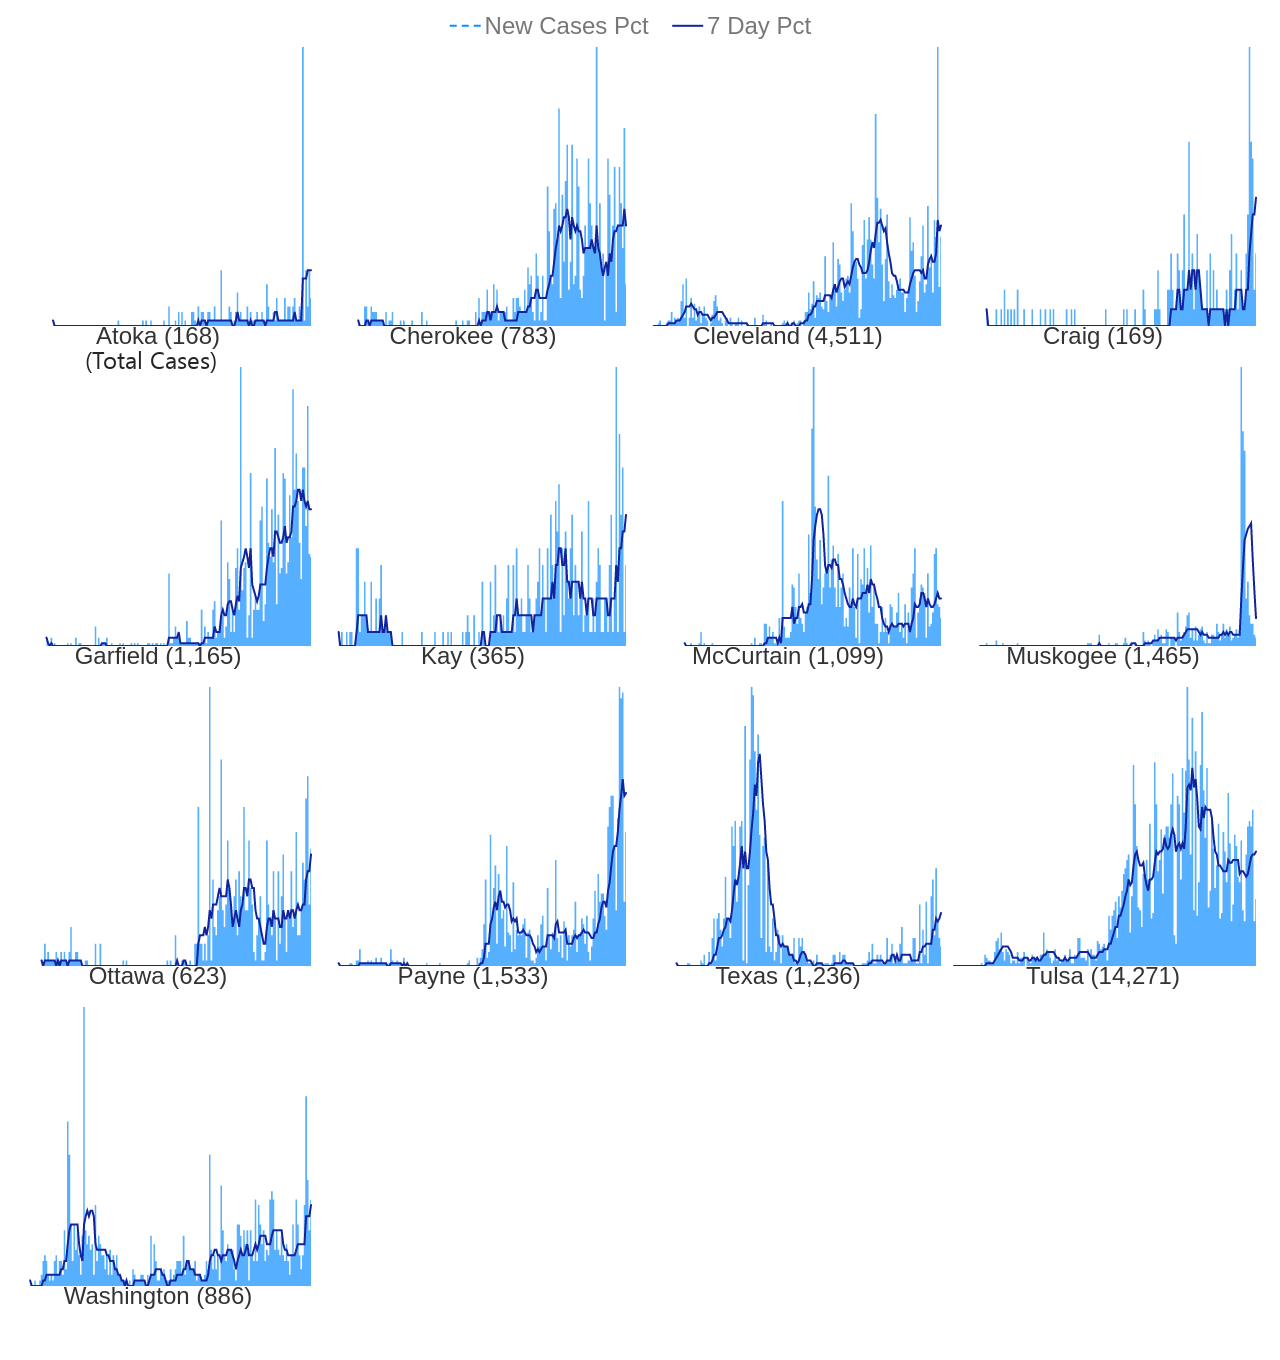 New Cases Pct 7 Day Pct
Atoka (168) Cherokee (783) Cleveland (4,511) Craig (169)
(Total Cases)
Garfield (1,165) Kay (365) McCurtain (1,099) Muskogee (1,465)
Ottawa (623) Payne (1,533) Texas (1,236) Tulsa (14,271)
Washington (886)